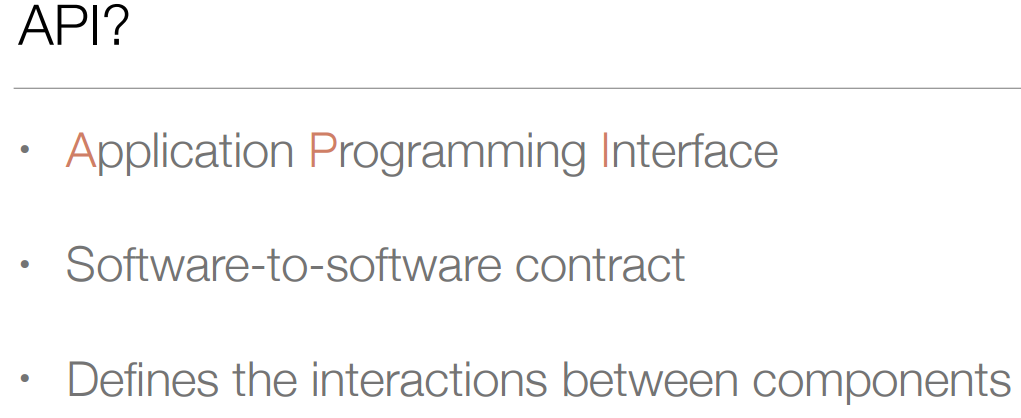 API?
• Application Programming Interface
• Software-to-software contract
• Defines the interactions between components